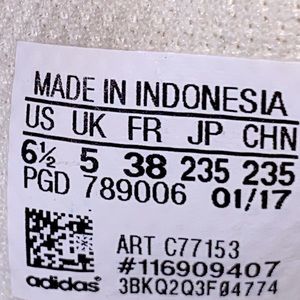 MADE IN INDONESIA
US UK FR JP CHN
6½ 5 38 235 235
PGD 789006 01/17
ART C77153
#116909407
adidas 3BKQ2Q3F04774